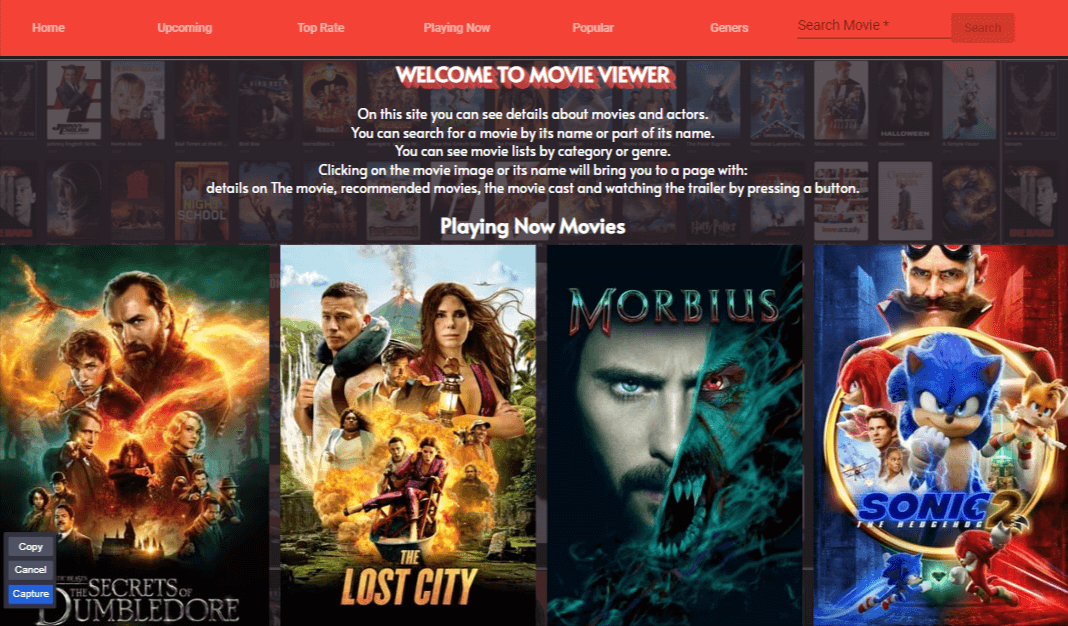 Home Upcoming Top Rate Playing Now Popular Geners Search Movie * Search
WELCOME TO MOVIE VIEWER
On this site you can see details about movies and actors.
You can search for a movie by its name or part of its name.
You can see movie lists by category or genre.
Clicking on the movie image or its name will bring you to a page with:
details on The movie, recommended movies, the movie cast and watching the trailer by pressing a button.
HALLOWEEN
NIGHT
SCHOOL
Playing Now Movies
MORBIUS
SONIC 2
THE HEDGEHOG
THE
LOST CITY
Copy
Cancel
Capture
THE SECRETS OF
DUMBLEDORE